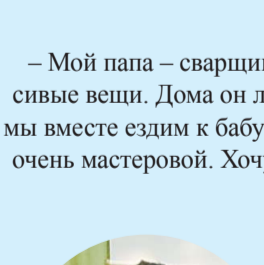 – Мой папа – сварщи
сивые вещи. Дома он л
мы вместе ездим к бабу
очень мастеровой. Хоч